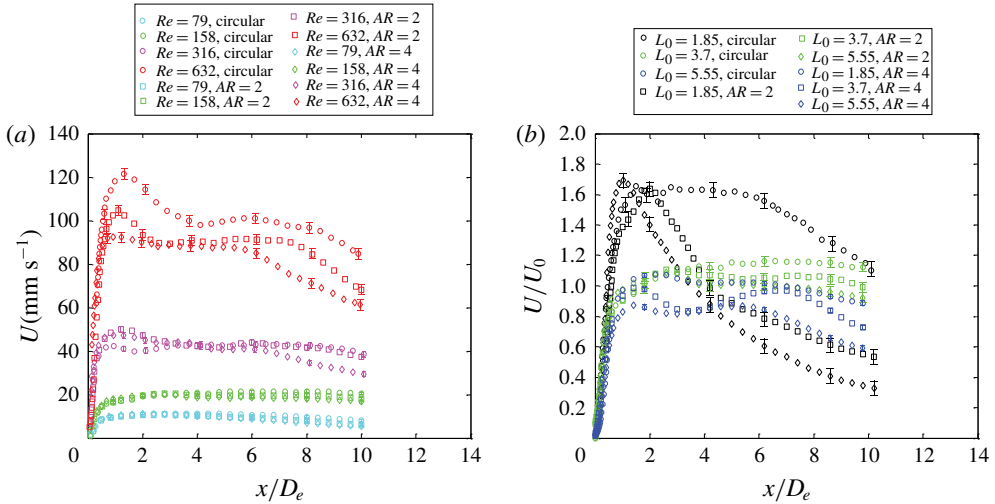 Re = 79, circular
Re = 158, circular
Re = 316, circular
Re = 632, circular
Re = 79, AR = 2
Re = 158, AR = 2
Re = 316, AR = 2
Re = 632, AR = 2
Re = 79, AR = 4
Re = 158, AR = 4
Re = 316, AR = 4
Re = 632, AR = 4
(a)
140
120
100
80
60
40
20
0
2
4
6
8
10
12
14
U(mm s⁻¹)
x/Dₑ
L₀ = 1.85, circular
L₀ = 3.7, circular
L₀ = 5.55, circular
L₀ = 1.85, AR = 2
L₀ = 3.7, AR = 2
L₀ = 5.55, AR = 2
L₀ = 1.85, AR = 4
L₀ = 3.7, AR = 4
L₀ = 5.55, AR = 4
(b)
2.0
1.8
1.6
1.4
1.2
1.0
0.8
0.6
0.4
0.2
0
2
4
6
8
10
12
14
U/U₀
x/Dₑ